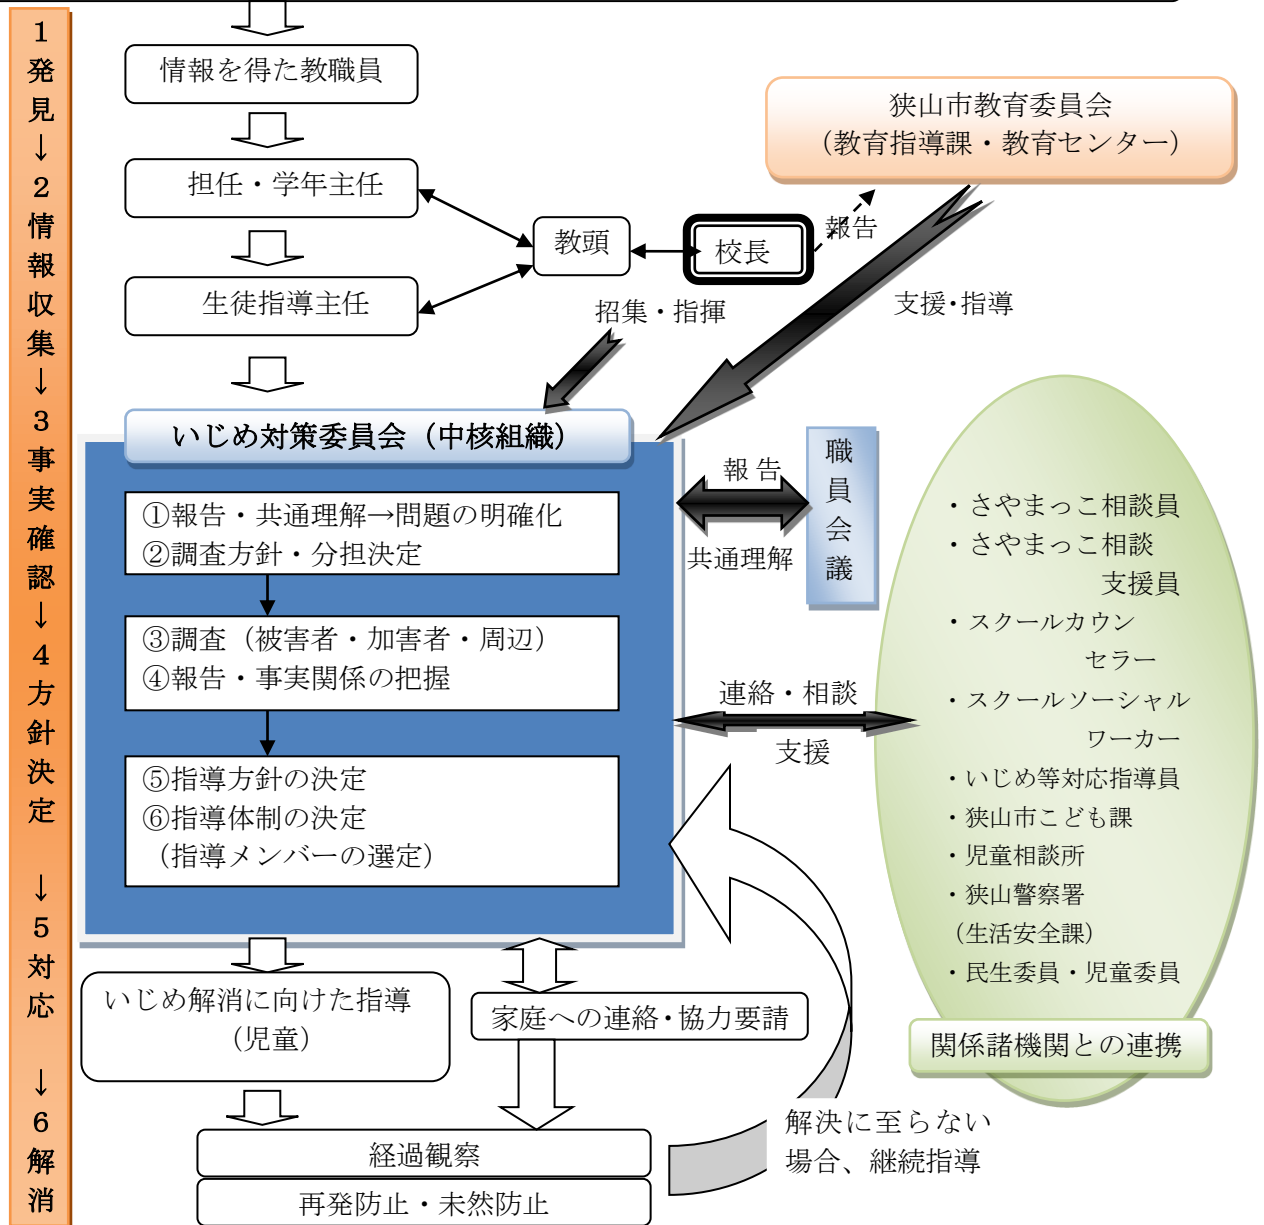 1発見→2情報収集→3事実確認→4方針決定 →5対応 →6解消
情報を得た教職員
担任・学年主任
生徒指導主任
教頭
校長
報告
狭山市教育委員会
（教育指導課・教育センター）
招集・指揮
支援・指導
いじめ対策委員会（中核組織）
①報告・共通理解→問題の明確化
②調査方針・分担決定
③調査（被害者・加害者・周辺）
④報告・事実関係の把握
⑤指導方針の決定
⑥指導体制の決定
（指導メンバーの選定）
報告
共通理解
職員会議
連絡・相談
支援
・さやまっこ相談員
・さやまっこ相談
支援員
・スクールカウン
セラー
・スクールソーシャル
ワーカー
・いじめ等対応指導員
・狭山市こども課
・児童相談所
・狭山警察署
（生活安全課）
・民生委員・児童委員
関係諸機関との連携
いじめ解消に向けた指導
（児童）
家庭への連絡・協力要請
経過観察
再発防止・未然防止
解決に至らない
場合、継続指導